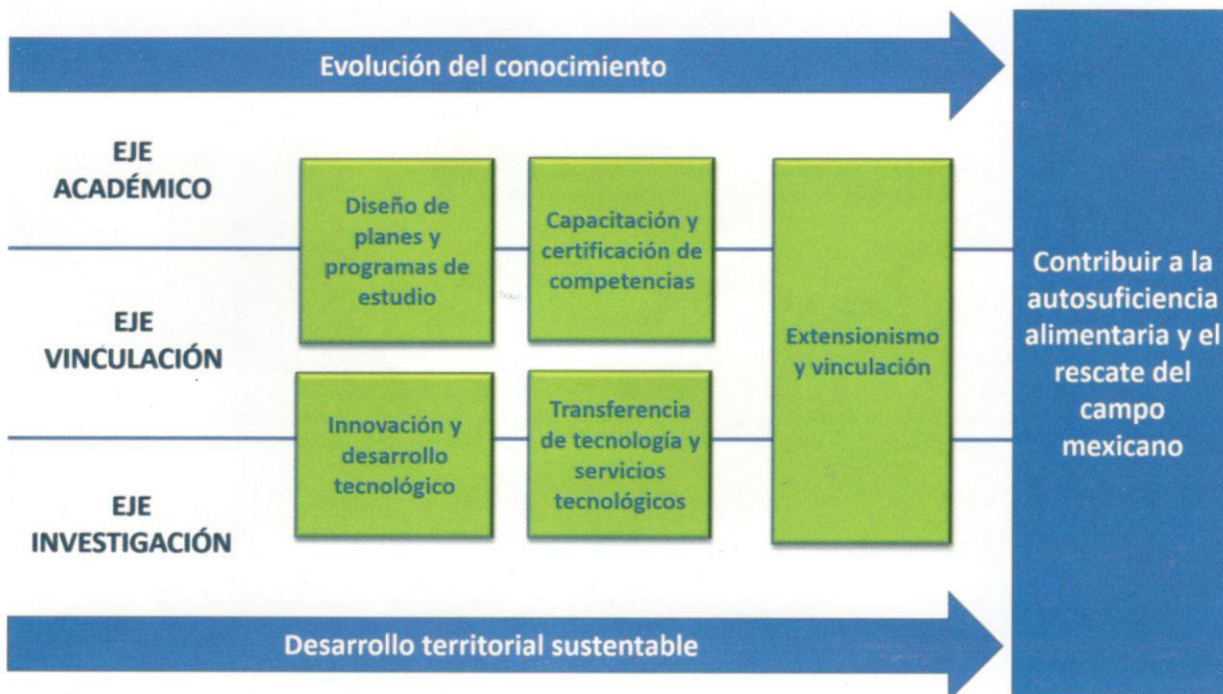 Evolución del conocimiento
EJE
ACADÉMICO
Diseño de
planes y
programas de
estudio
Capacitación y
certificación de
competencias
EJE
VINCULACIÓN
Extensionismo
y vinculación
Innovación y
desarrollo
tecnológico
Transferencia
de tecnología y
servicios
tecnológicos
EJE
INVESTIGACIÓN
Contribuir a la
autosuficiencia
alimentaria y el
rescate del
campo
mexicano
Desarrollo territorial sustentable